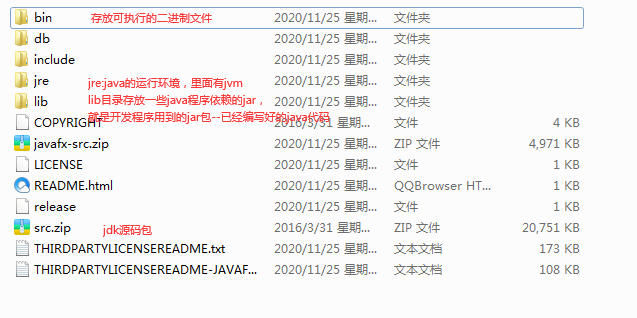 bin 存放可执行的二进制文件 2020/11/25 星期... 文件夹
db 2020/11/25 星期... 文件夹
include 2020/11/25 星期... 文件夹
jre jre:java的运行环境，里面有jvm 2020/11/25 星期... 文件夹
lib lib目录存放一些java程序依赖的jar， 2020/11/25 星期... 文件夹
就是开发程序用到的jar包--已经编写好的java代码
COPYRIGHT 2016/3/31 星期... 文件 4 KB
javafx-src.zip 2020/11/25 星期... ZIP 文件 4,971 KB
LICENSE 2020/11/25 星期... 文件 1 KB
README.html 2020/11/25 星期... QQBrowser HT... 1 KB
release 2020/11/25 星期... 文件 1 KB
src.zip jdk源码包 2016/3/31 星期... ZIP 文件 20,751 KB
THIRDPARTYLICENSEREADME.txt 2020/11/25 星期... 文本文档 173 KB
THIRDPARTYLICENSEREADME-JAVAF... 2020/11/25 星期... 文本文档 108 KB